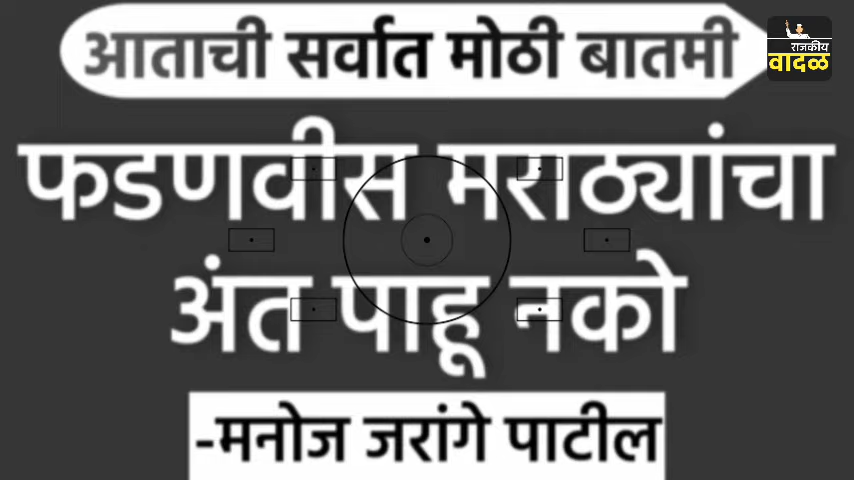 आताची सर्वात मोठी बातमी
राजकीय
वादळ
फडणवीस मराठ्यांचा
अंत पाहू नको
-मनोज जरांगे पाटील